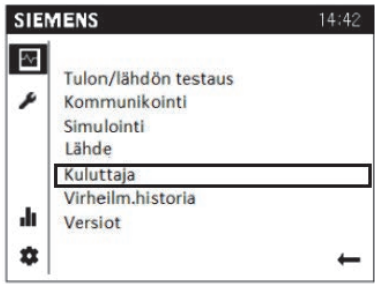 SIEMENS 14:42
Tulon/lähdön testaus
Kommunikointi
Simulointi
Lähde
Kuluttaja
Virheilm.historia
Versiot